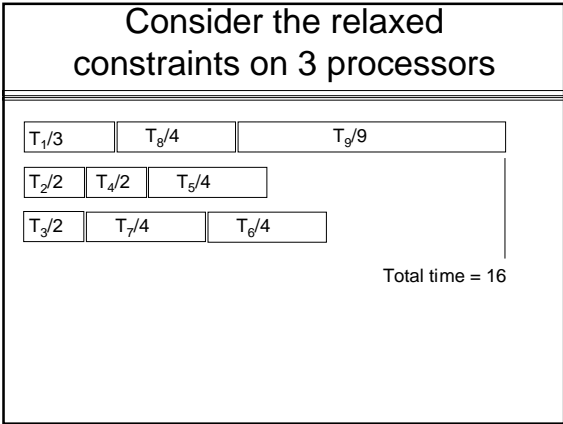 Consider the relaxed
constraints on 3 processors
T₁/3 T₈/4 T₉/9
T₂/2 T₄/2 T₅/4
T₃/2 T₇/4 T₆/4
Total time = 16